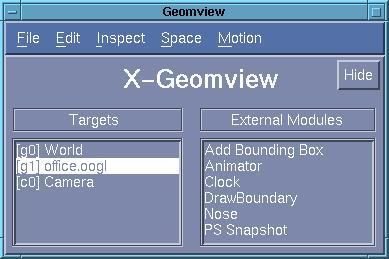 Geomview
File Edit Inspect Space Motion
X-Geomview
Hide
Targets
External Modules
[g0] World
[g1] office.oogl
[c0] Camera
Add Bounding Box
Animator
Clock
DrawBoundary
Nose
PS Snapshot